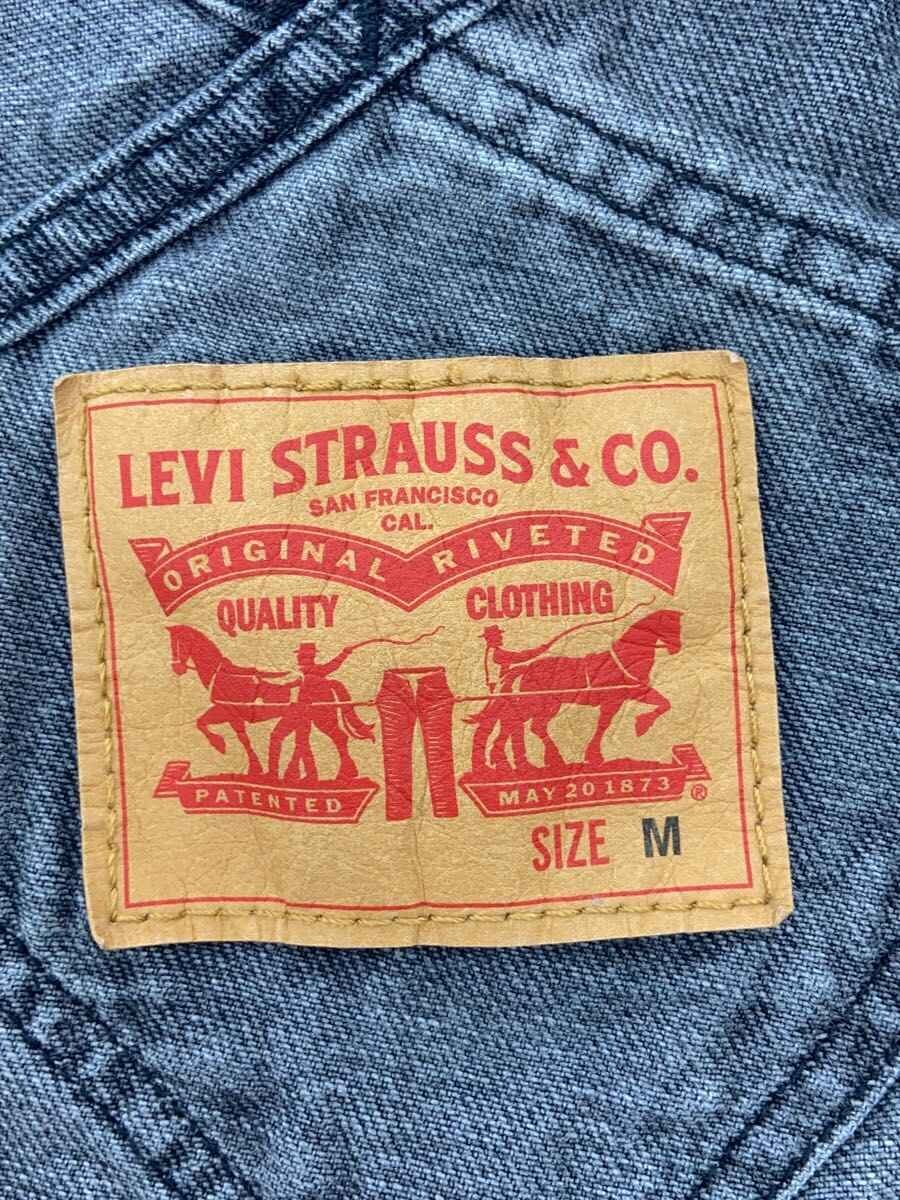 LEVI STRAUSS & CO.
SAN FRANCISCO
CAL.
ORIGINAL RIVETED
QUALITY CLOTHING
PATENTED MAY 20 1873 ®
SIZE M